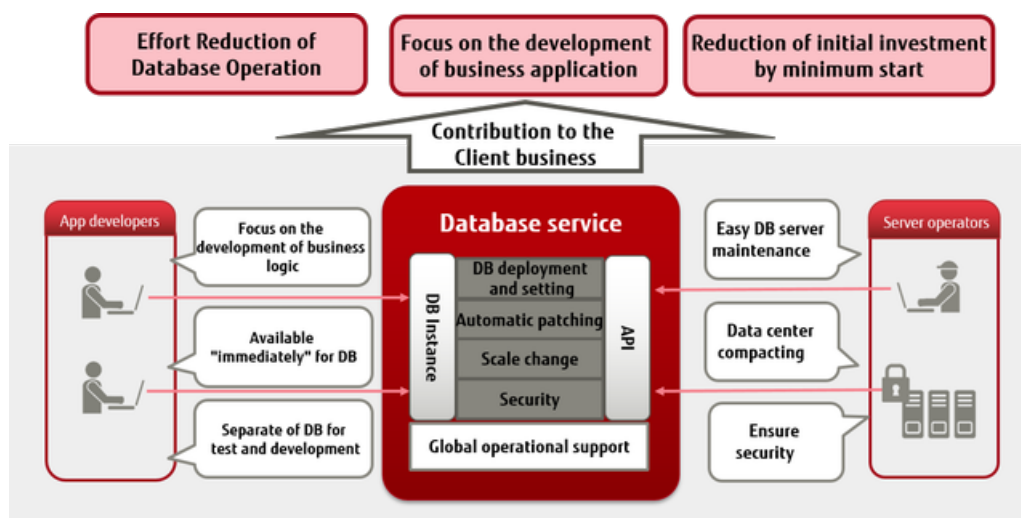 Effort Reduction of
Database Operation
Focus on the development
of business application
Reduction of initial investment
by minimum start
Contribution to the
Client business
App developers
Focus on the
development of business
logic
Available
"immediately" for DB
Separate of DB for
test and development
Database service
DB Instance
DB deployment
and setting
Automatic patching
Scale change
Security
API
Global operational support
Easy DB server
maintenance
Data center
compacting
Ensure
security
Server operators